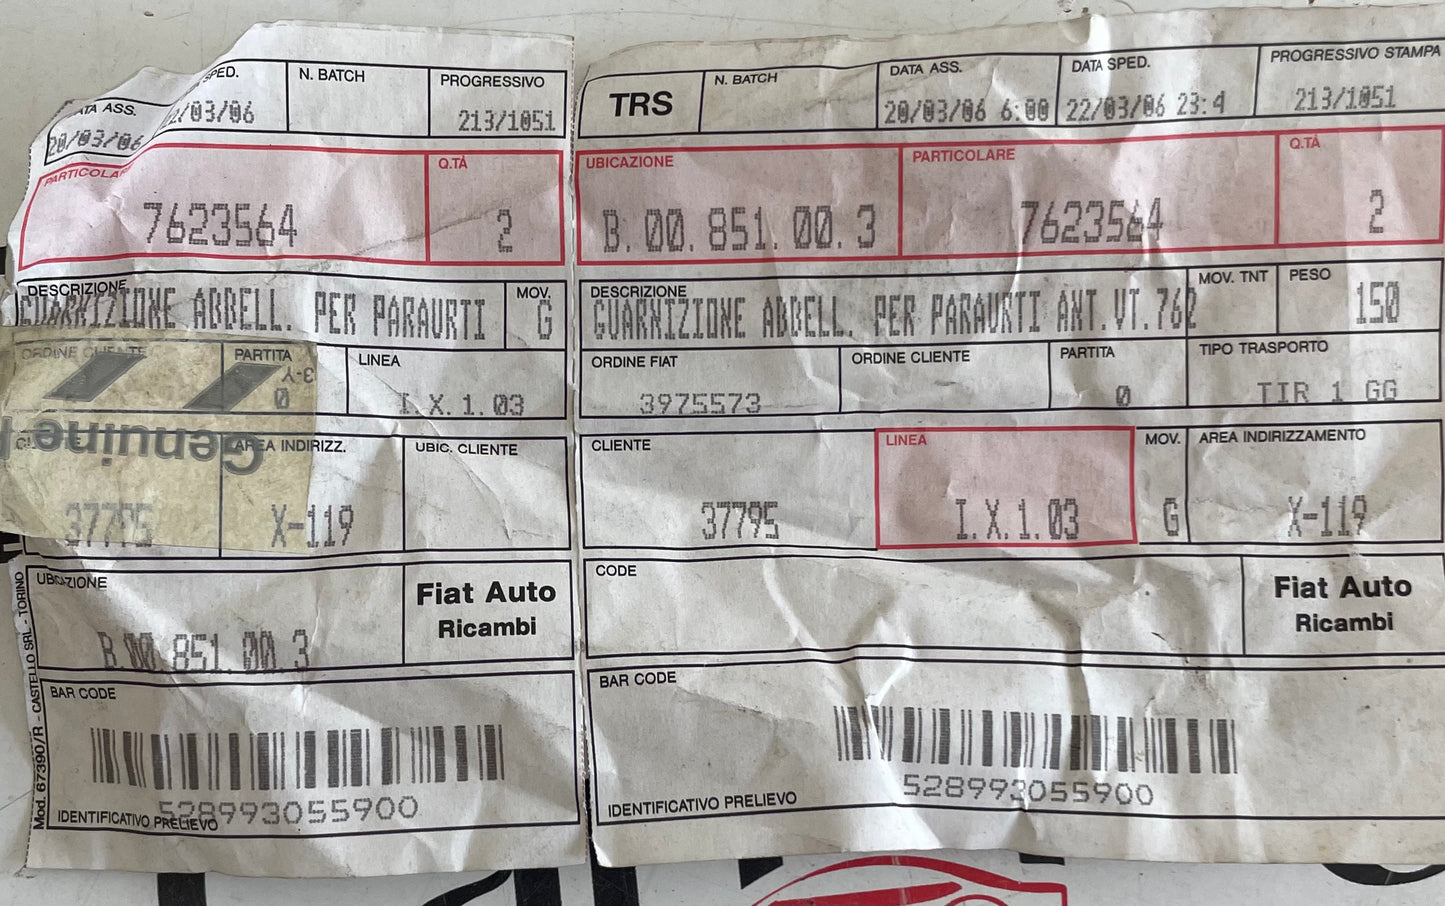 DATA ASS.
20/03/06
SPED.
22/03/06
N. BATCH
PROGRESSIVO
213/1051
PARTICOLAR
7623564
Q.TÀ
2
DESCRIZIONE
GUARNIZIONE ABBELL. PER PARAURTI
MOV.
G
ORDINE CLIENTE
PARTITA
0
3-Y
LINEA
I.X.1.03
Genuine
37795
AREA INDIRIZZ.
X-119
UBIC. CLIENTE
UBICAZIONE
B.00.851.00.3
Fiat Auto
Ricambi
BAR CODE
528993055900
IDENTIFICATIVO PRELIEVO
Mod. 67390/R - CASTELLO SRL - TORINO
TRS
N. BATCH
DATA ASS.
20/03/06 6:00
DATA SPED.
22/03/06 23:4
PROGRESSIVO STAMPA
213/1051
UBICAZIONE
B.00.851.00.3
PARTICOLARE
7623564
Q.TÀ
2
DESCRIZIONE
GUARNIZIONE ABBELL. PER PARAURTI ANT.VT.762
MOV. TNT
PESO
150
ORDINE FIAT
3975573
ORDINE CLIENTE
PARTITA
0
TIPO TRASPORTO
TIR 1 GG
CLIENTE
37795
LINEA
I.X.1.03
MOV.
G
AREA INDIRIZZAMENTO
X-119
CODE
Fiat Auto
Ricambi
BAR CODE
528993055900
IDENTIFICATIVO PRELIEVO